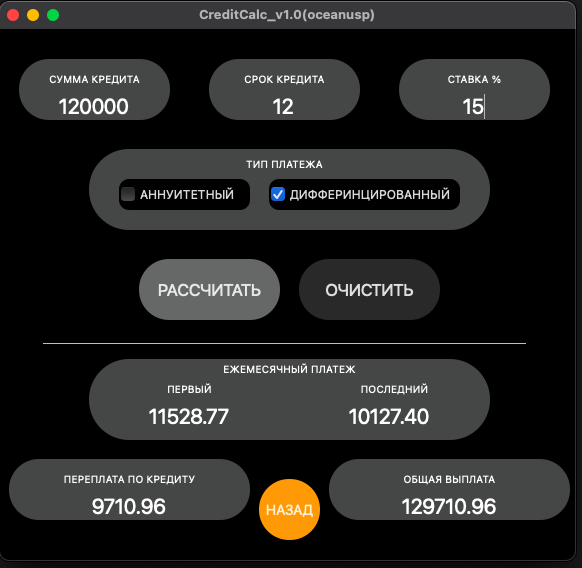 CreditCalc_v1.0(oceanusp)
СУММА КРЕДИТА СРОК КРЕДИТА СТАВКА %
120000 12 15
ТИП ПЛАТЕЖА
АННУИТЕТНЫЙ ДИФФЕРИНЦИРОВАННЫЙ
РАССЧИТАТЬ ОЧИСТИТЬ
ЕЖЕМЕСЯЧНЫЙ ПЛАТЕЖ
ПЕРВЫЙ ПОСЛЕДНИЙ
11528.77 10127.40
ПЕРЕПЛАТА ПО КРЕДИТУ ОБЩАЯ ВЫПЛАТА
9710.96 НАЗАД 129710.96